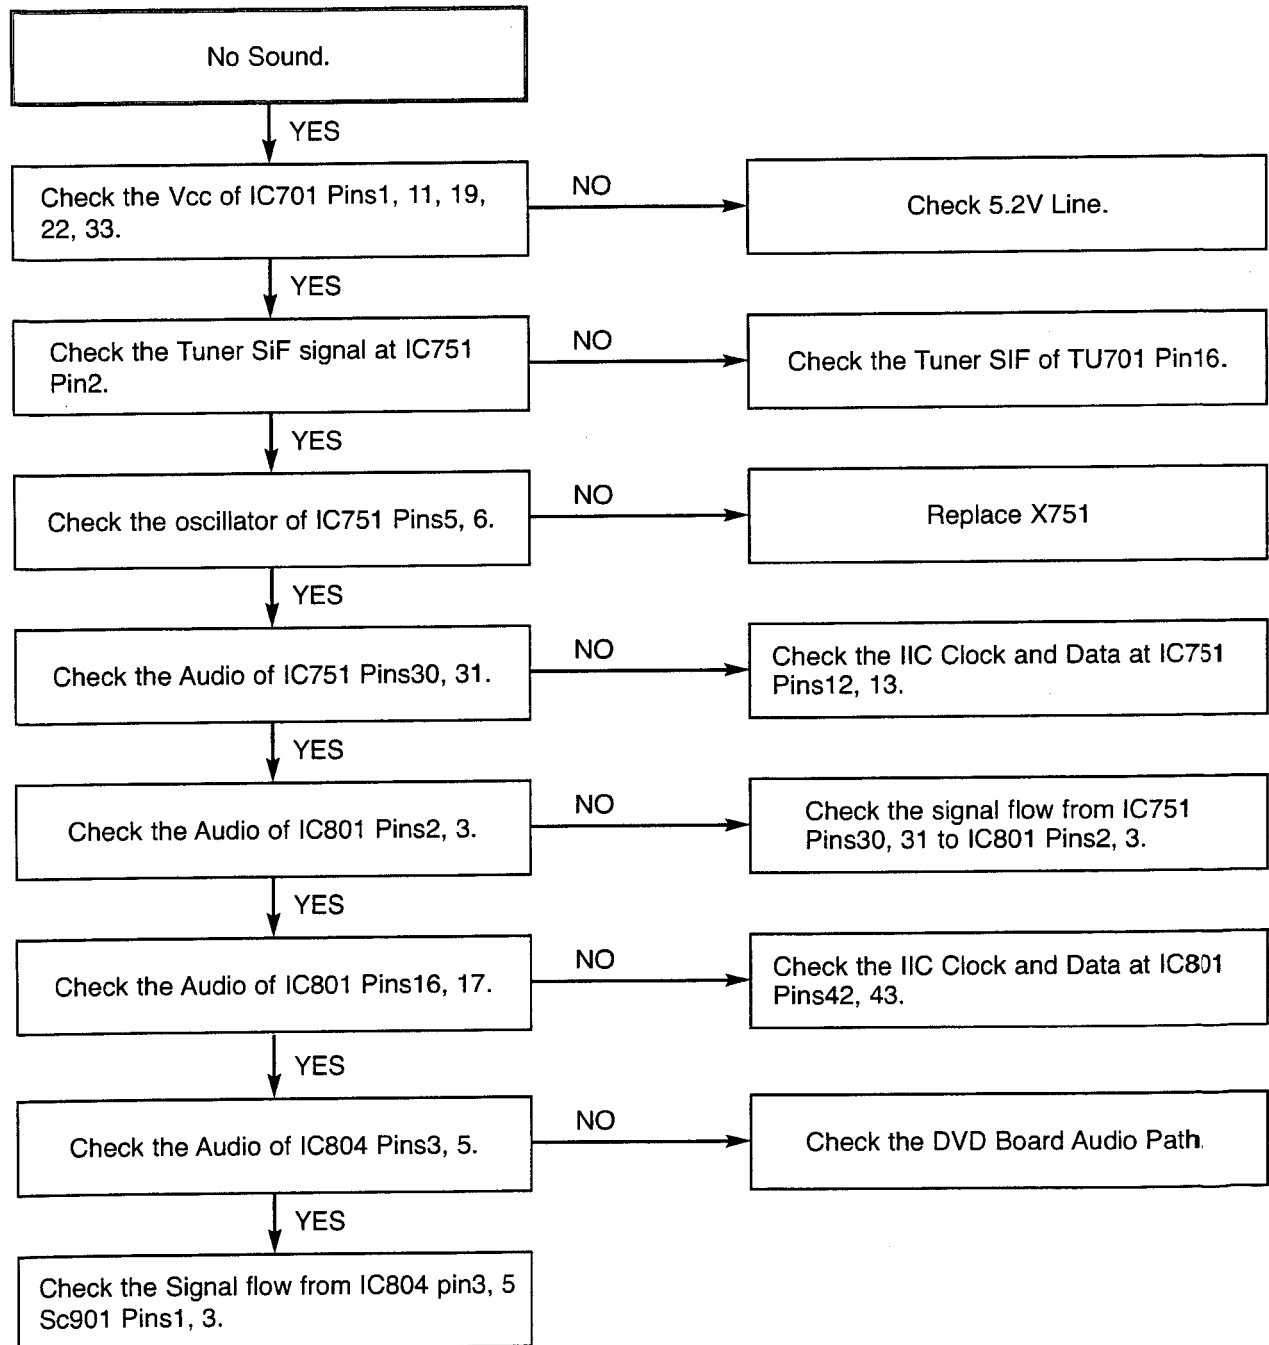 No Sound.
YES
Check the Vcc of IC701 Pins1, 11, 19,
22, 33.
NO
Check 5.2V Line.
YES
Check the Tuner SiF signal at IC751
Pin2.
NO
Check the Tuner SIF of TU701 Pin16.
YES
Check the oscillator of IC751 Pins5, 6.
NO
Replace X751
YES
Check the Audio of IC751 Pins30, 31.
NO
Check the IIC Clock and Data at IC751
Pins12, 13.
YES
Check the Audio of IC801 Pins2, 3.
NO
Check the signal flow from IC751
Pins30, 31 to IC801 Pins2, 3.
YES
Check the Audio of IC801 Pins16, 17.
NO
Check the IIC Clock and Data at IC801
Pins42, 43.
YES
Check the Audio of IC804 Pins3, 5.
NO
Check the DVD Board Audio Path.
YES
Check the Signal flow from IC804 pin3, 5
Sc901 Pins1, 3.